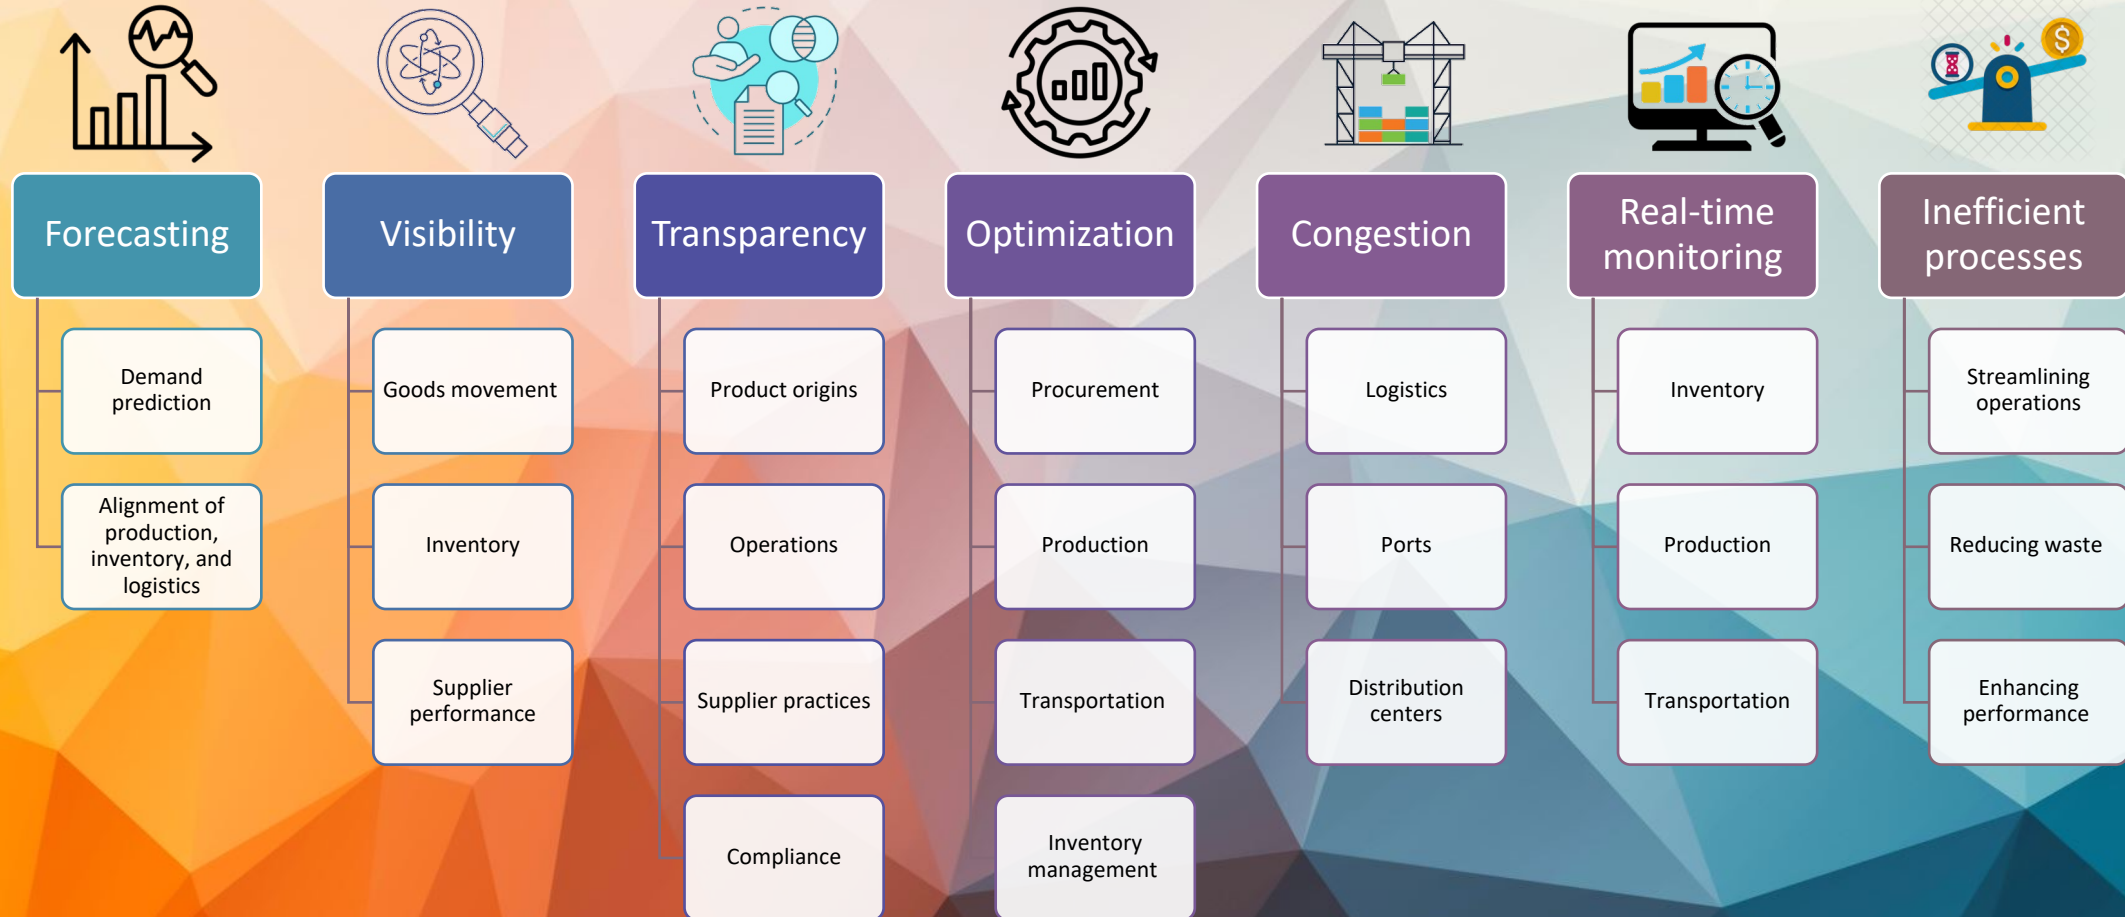 Forecasting
Demand
prediction
Alignment of
production,
inventory, and
logistics
Visibility
Goods movement
Inventory
Supplier
performance
Transparency
Product origins
Operations
Supplier practices
Compliance
Optimization
Procurement
Production
Transportation
Inventory
management
Congestion
Logistics
Ports
Distribution
centers
Real-time
monitoring
Inventory
Production
Transportation
$
Inefficient
processes
Streamlining
operations
Reducing waste
Enhancing
performance